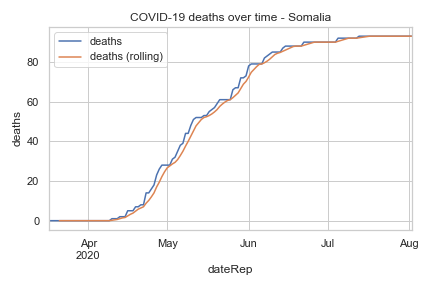 COVID-19 deaths over time - Somalia
deaths
deaths (rolling)
deaths
80
60
40
20
0
Apr
2020
May
Jun
Jul
Aug
dateRep